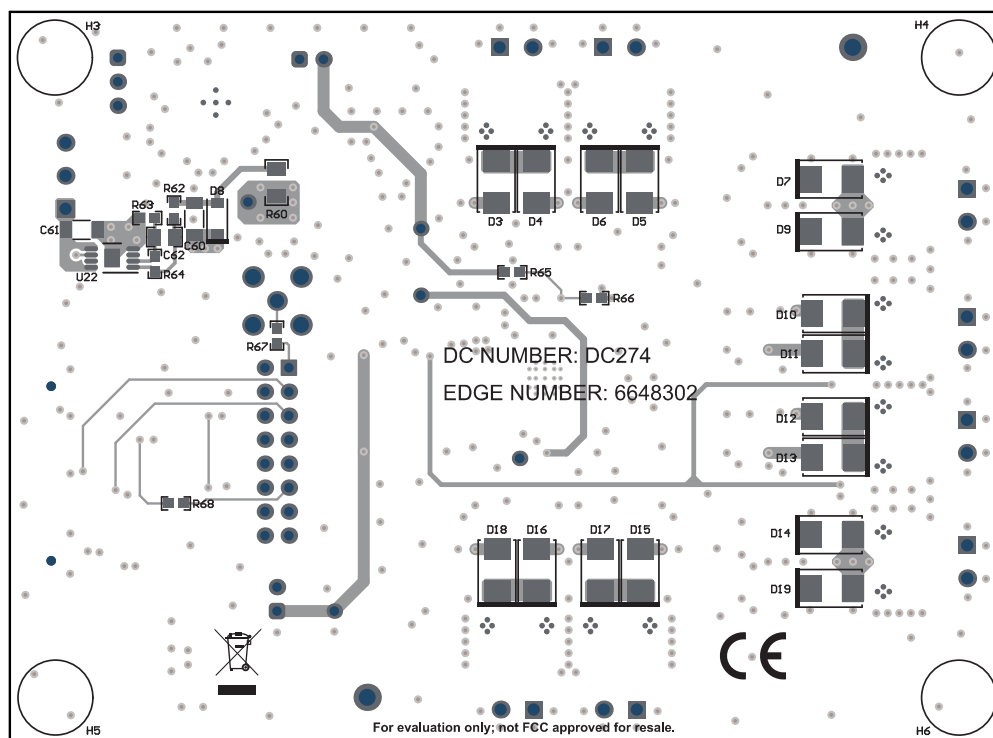 H3
H4
R62
D8
R63
R60
C61
C60
C62
U22
R64
D3
D4
D6
D5
D7
D9
R65
R66
D10
R67
D11
DC NUMBER: DC274
EDGE NUMBER: 6648302
D12
D13
R68
D18
D16
D17
D15
D14
D19
CE
H5
For evaluation only; not FCC approved for resale.
H6